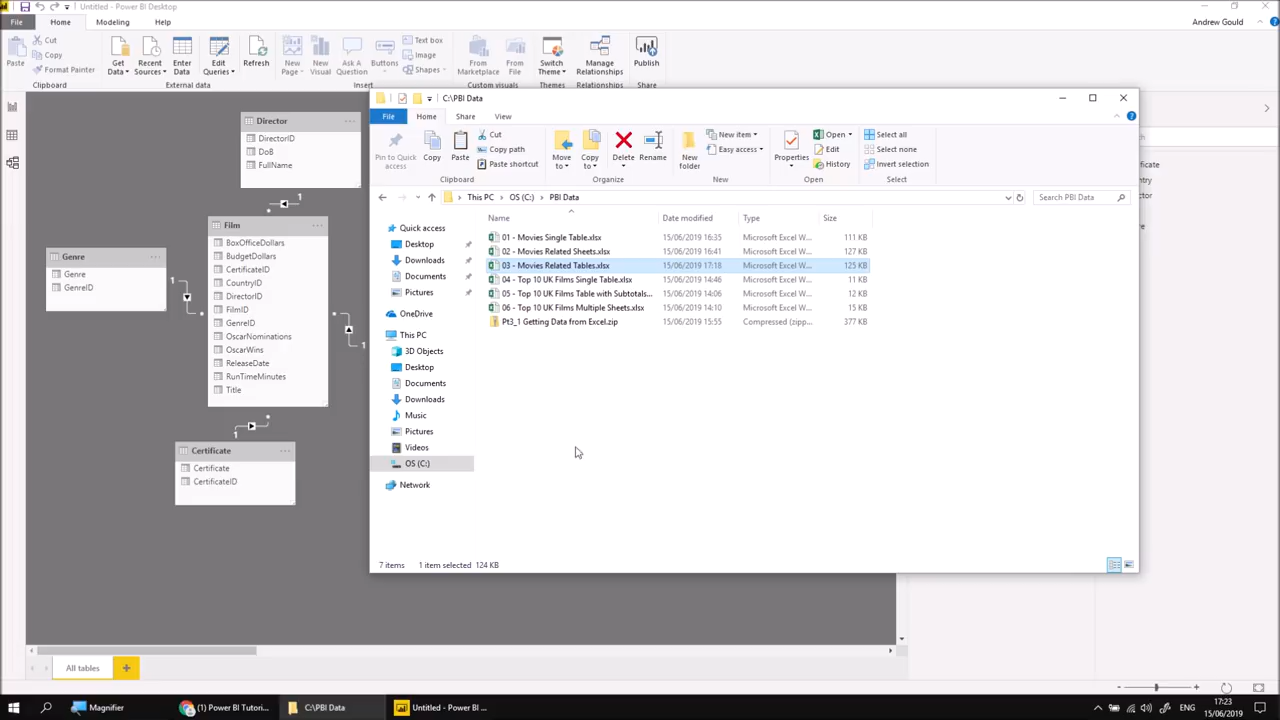 Untitled - Power BI Desktop
File
Home
Modeling
Help
Andrew Gould
Paste
Cut
Copy
Format Painter
Clipboard
Get Data
Recent Sources
Enter Data
Edit Queries
Refresh
External data
New Page
New Visual
Ask A Question
Buttons
Text box
Image
Shapes
Insert
From Marketplace
From File
Custom visuals
Switch Theme
Themes
Manage Relationships
Relationships
Publish
Share
C:\PBI Data
File
Home
Share
View
Pin to Quick access
Copy
Paste
Cut
Copy path
Paste shortcut
Clipboard
Move to
Copy to
Delete
Rename
Organize
New folder
New item
Easy access
New
Properties
Open
Edit
History
Open
Select all
Select none
Invert selection
Select
This PC
OS (C:)
PBI Data
Search PBI Data
Name
Date modified
Type
Size
01 - Movies Single Table.xlsx 15/06/2019 16:35 Microsoft Excel W... 111 KB
02 - Movies Related Sheets.xlsx 15/06/2019 16:41 Microsoft Excel W... 127 KB
03 - Movies Related Tables.xlsx 15/06/2019 17:18 Microsoft Excel W... 125 KB
04 - Top 10 UK Films Single Table.xlsx 15/06/2019 14:46 Microsoft Excel W... 11 KB
05 - Top 10 UK Films Table with Subtotals... 15/06/2019 14:06 Microsoft Excel W... 12 KB
06 - Top 10 UK Films Multiple Sheets.xlsx 15/06/2019 14:10 Microsoft Excel W... 15 KB
Pt3_1 Getting Data from Excel.zip 15/06/2019 15:55 Compressed (zipp... 377 KB
Quick access
Desktop
Downloads
Documents
Pictures
OneDrive
This PC
3D Objects
Desktop
Documents
Downloads
Music
Pictures
Videos
OS (C:)
Network
7 items
1 item selected 124 KB
Director
DirectorID
DoB
FullName
1
Film
BoxOfficeDollars
BudgetDollars
CertificateID
CountryID
DirectorID
FilmID
GenreID
OscarNominations
OscarWins
ReleaseDate
RunTimeMinutes
Title
Genre
Genre
GenreID
1
1
1
Certificate
Certificate
CertificateID
All tables
Magnifier
(1) Power BI Tutori...
C:\PBI Data
Untitled - Power BI ...
17:23
15/06/2019